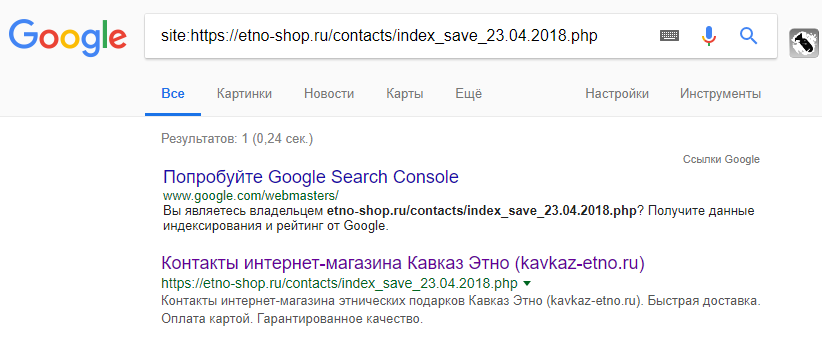 Google
site:https://etno-shop.ru/contacts/index_save_23.04.2018.php
Все Картинки Новости Карты Ещё Настройки Инструменты
Результатов: 1 (0,24 сек.)
Ссылки Google
Попробуйте Google Search Console
www.google.com/webmasters/
Вы являетесь владельцем etno-shop.ru/contacts/index_save_23.04.2018.php? Получите данные
индексирования и рейтинг от Google.
Контакты интернет-магазина Кавказ Этно (kavkaz-etno.ru)
https://etno-shop.ru/contacts/index_save_23.04.2018.php
Контакты интернет-магазина этнических подарков Кавказ Этно (kavkaz-etno.ru). Быстрая доставка.
Оплата картой. Гарантированное качество.